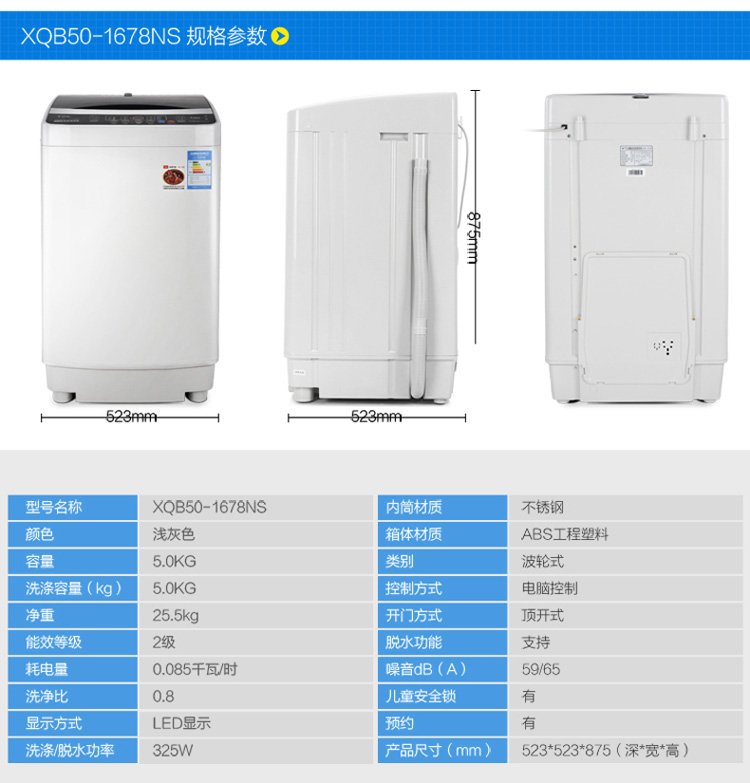 XQB50-1678NS 规格参数
875mm
523mm
523mm
型号名称 XQB50-1678NS 内筒材质 不锈钢
颜色 浅灰色 箱体材质 ABS工程塑料
容量 5.0KG 类别 波轮式
洗涤容量（kg） 5.0KG 控制方式 电脑控制
净重 25.5kg 开门方式 顶开式
能效等级 2级 脱水功能 支持
耗电量 0.085千瓦/时 噪音dB（A） 59/65
洗净比 0.8 儿童安全锁 有
显示方式 LED显示 预约 有
洗涤/脱水功率 325W 产品尺寸（mm） 523*523*875（深*宽*高）